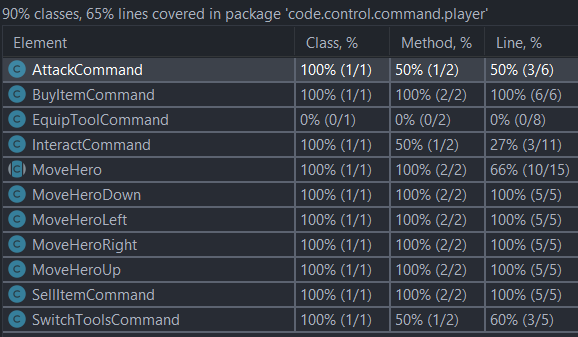 90% classes, 65% lines covered in package 'code.control.command.player'
Element Class, % Method, % Line, %
C AttackCommand 100% (1/1) 50% (1/2) 50% (3/6)
C BuyItemCommand 100% (1/1) 100% (2/2) 100% (6/6)
C EquipToolCommand 0% (0/1) 0% (0/2) 0% (0/8)
C InteractCommand 100% (1/1) 50% (1/2) 27% (3/11)
C MoveHero 100% (1/1) 100% (2/2) 66% (10/15)
C MoveHeroDown 100% (1/1) 100% (2/2) 100% (5/5)
C MoveHeroLeft 100% (1/1) 100% (2/2) 100% (5/5)
C MoveHeroRight 100% (1/1) 100% (2/2) 100% (5/5)
C MoveHeroUp 100% (1/1) 100% (2/2) 100% (5/5)
C SellItemCommand 100% (1/1) 100% (2/2) 100% (5/5)
C SwitchToolsCommand 100% (1/1) 50% (1/2) 60% (3/5)